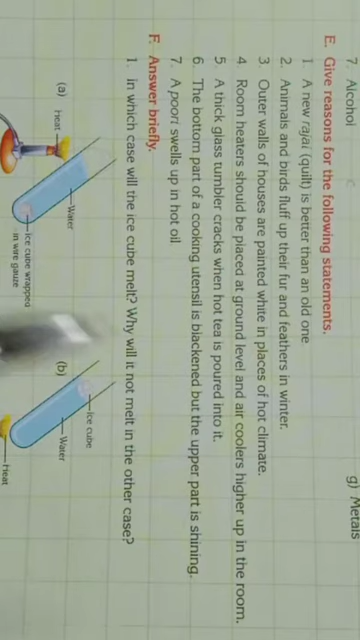 7. Alcohol
g) Metals
E. Give reasons for the following statements.
1. A new rajai (quilt) is better than an old one
2. Animals and birds fluff up their fur and feathers in winter.
3. Outer walls of houses are painted white in places of hot climate.
4 Room heaters should be placed at ground level and air coolers higher up in the room.
5 A thick glass tumbler cracks when hot tea is poured into it.
6. The bottom part of a cooking utensil is blackened but the upper part is shining.
7. A poori swells up in hot oil.
F. Answer briefly.
1. in which case will the ice cube melt? Why will it not melt in the other case?
(a)
Heat
Water
ice cube wrapped
in wire gauze
(b)
Ice cube
Water
Heat